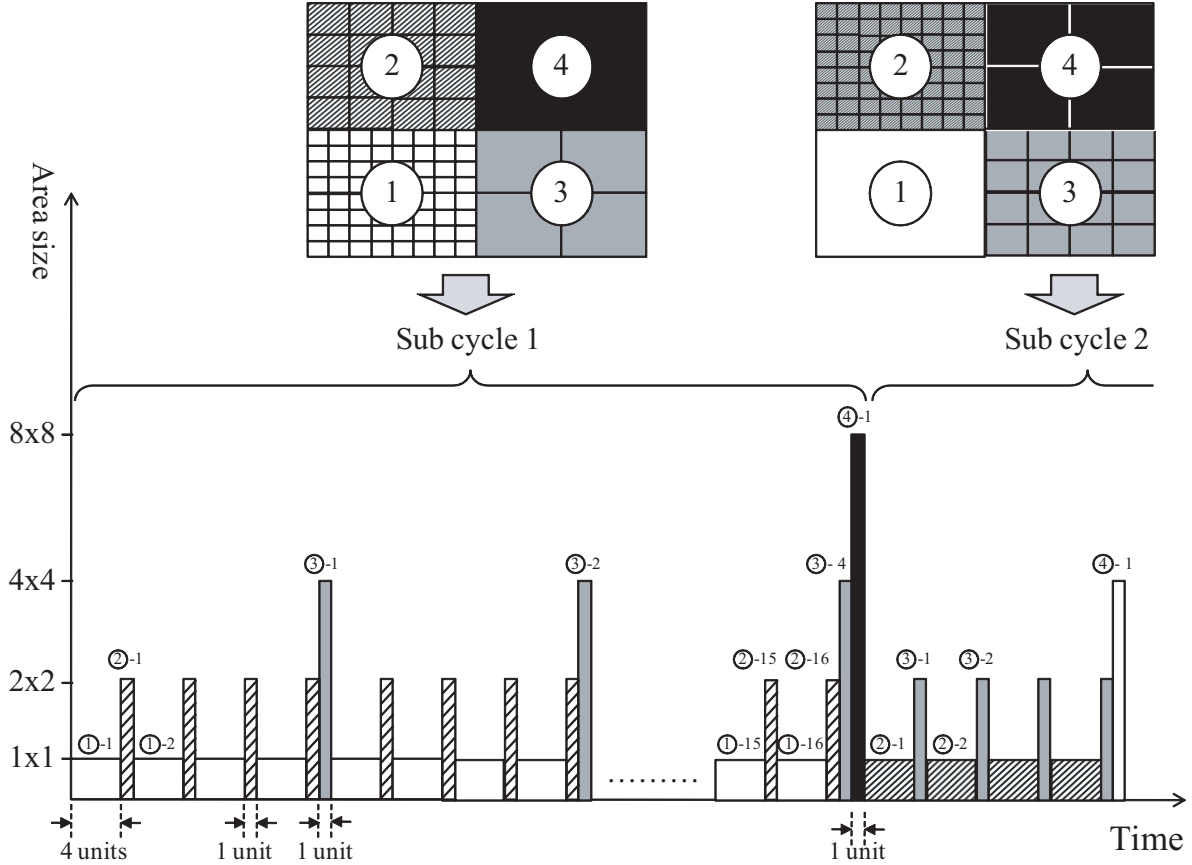 2
4
1
3
2
4
1
3
Area size
Sub cycle 1
Sub cycle 2
8x8
4x4
2x2
1x1
④-1
③-1
③-2
③- 4
④- 1
②-1
②-15
②-16
③-1
③-2
①-1
①-2
①-15
①-16
②-1
②-2
.........
4 units
1 unit
1 unit
1 unit
Time